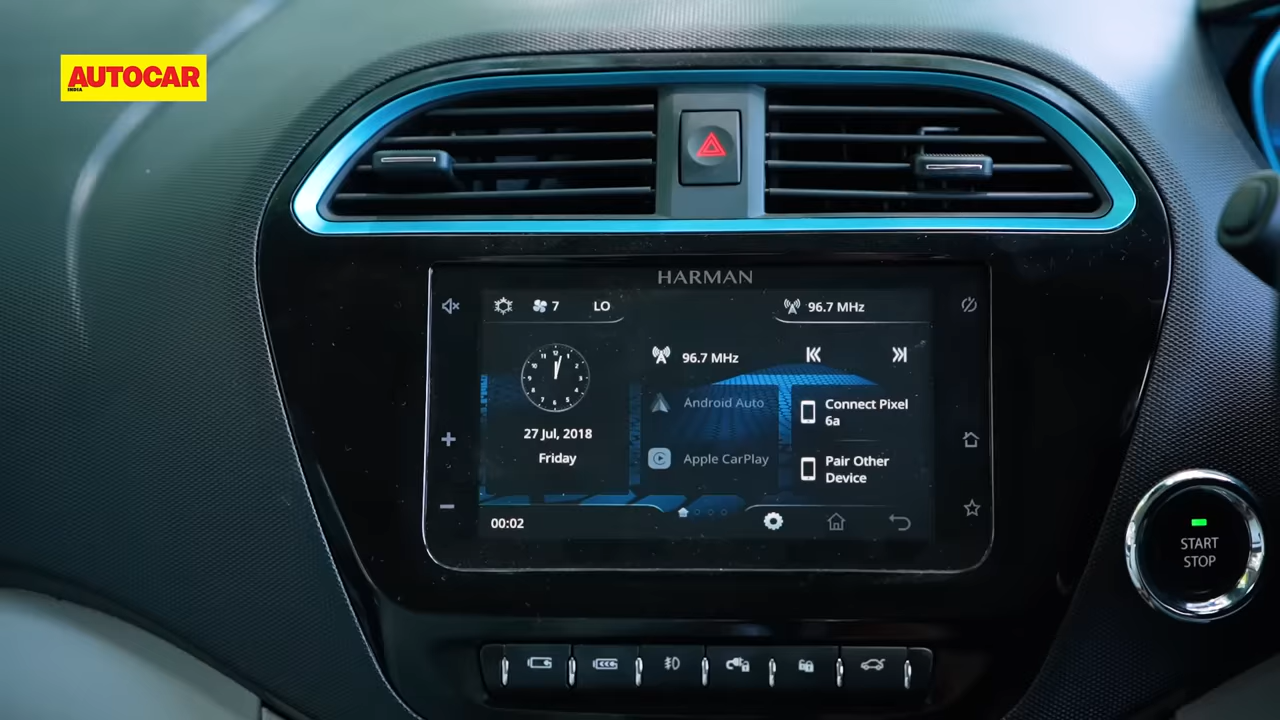 AUTOCAR
INDIA
HARMAN
7 LO 96.7 MHz
96.7 MHz
Android Auto
Connect Pixel
6a
27 Jul, 2018
Friday
Apple CarPlay
Pair Other
Device
00:02
START
STOP